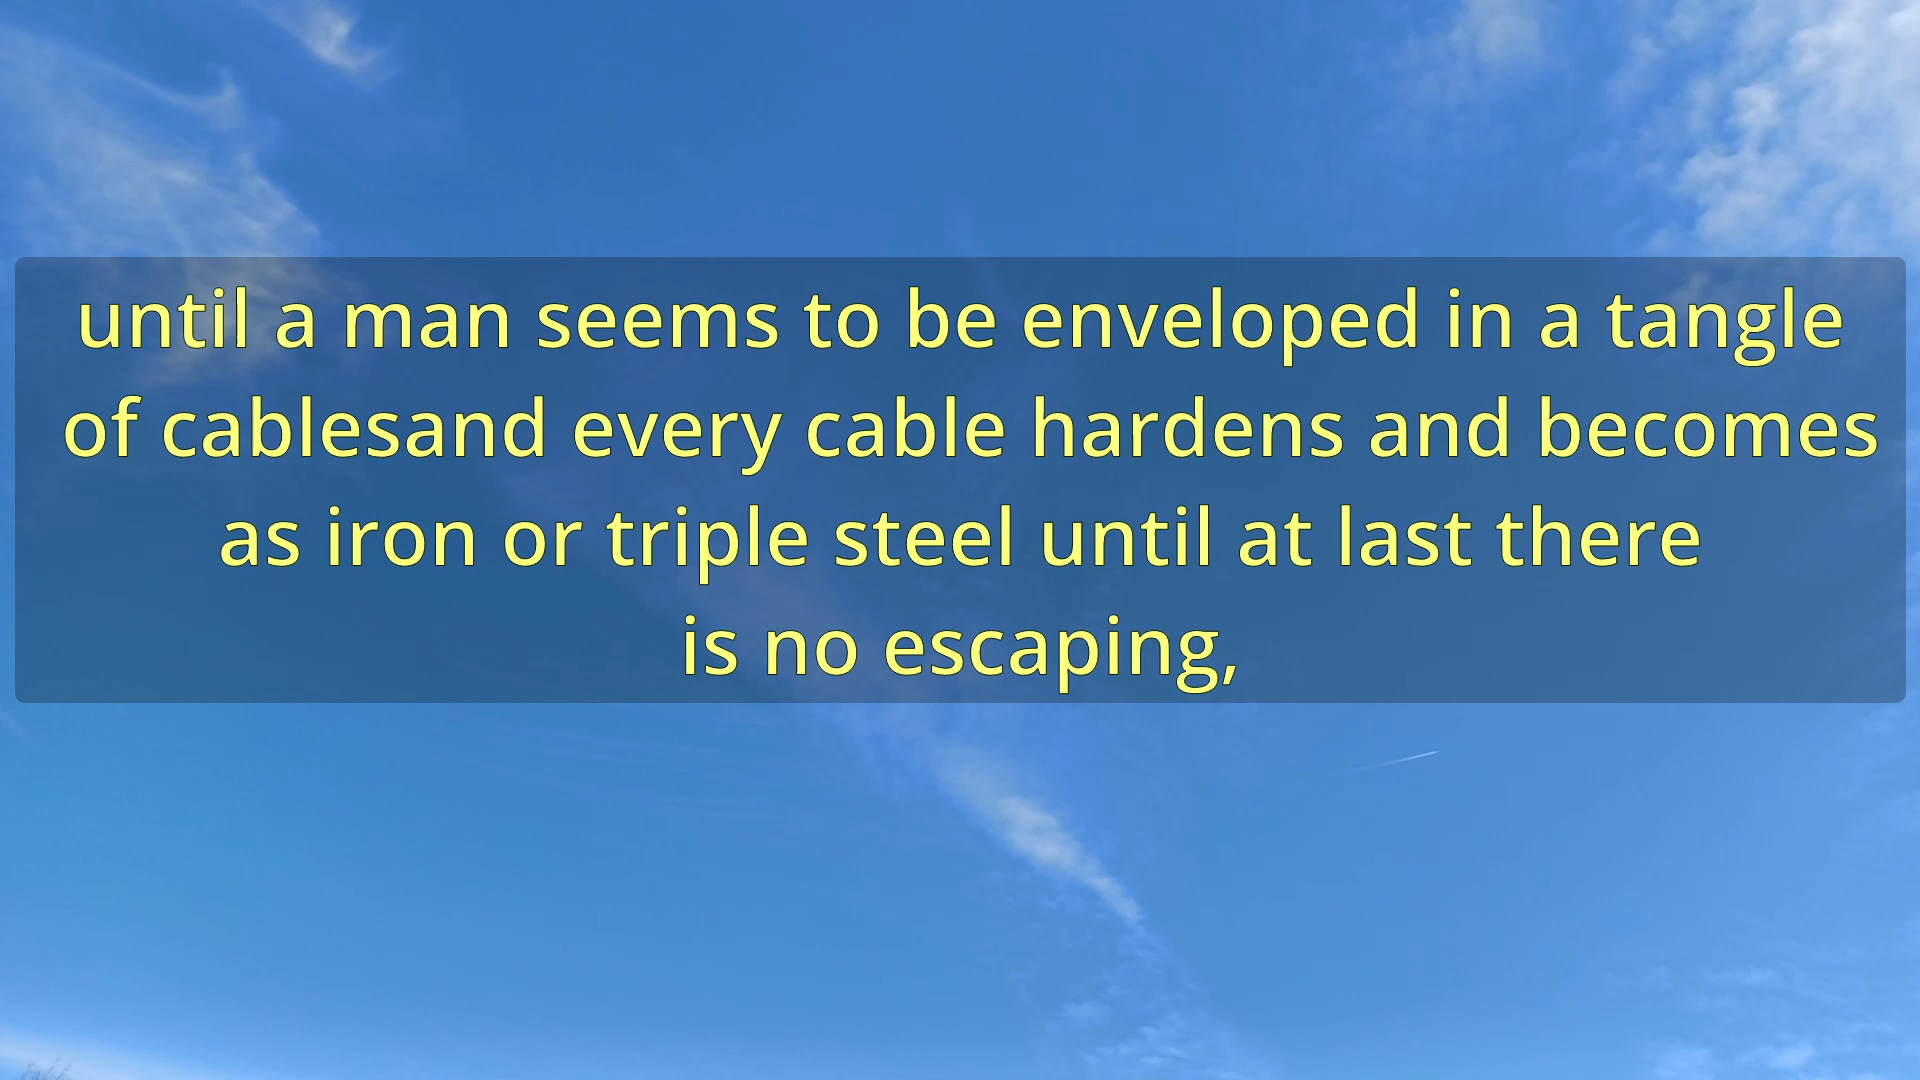 until a man seems to be enveloped in a tangle
of cablesand every cable hardens and becomes
as iron or triple steel until at last there
is no escaping,